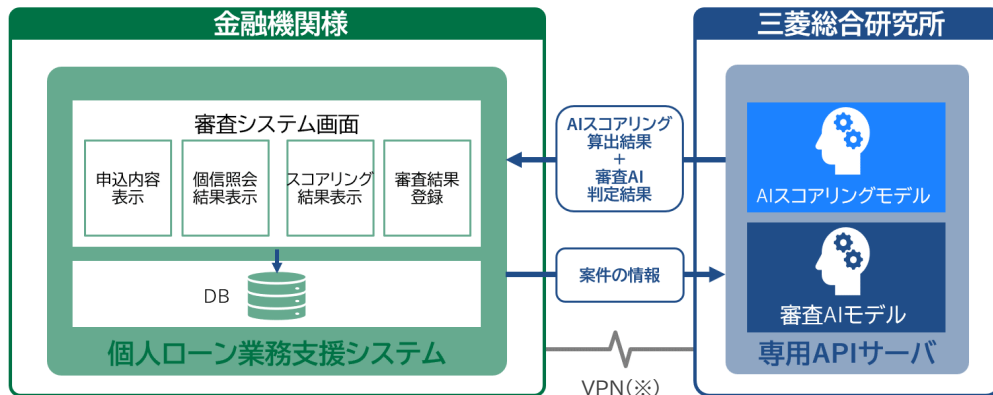 金融機関様
三菱総合研究所
審査システム画面
申込内容
表示
個信照会
結果表示
スコアリング
結果表示
審査結果
登録
DB
個人ローン業務支援システム
AIスコアリング
算出結果
+
審査AI
判定結果
案件の情報
VPN(※)
AIスコアリングモデル
審査AIモデル
専用APIサーバ